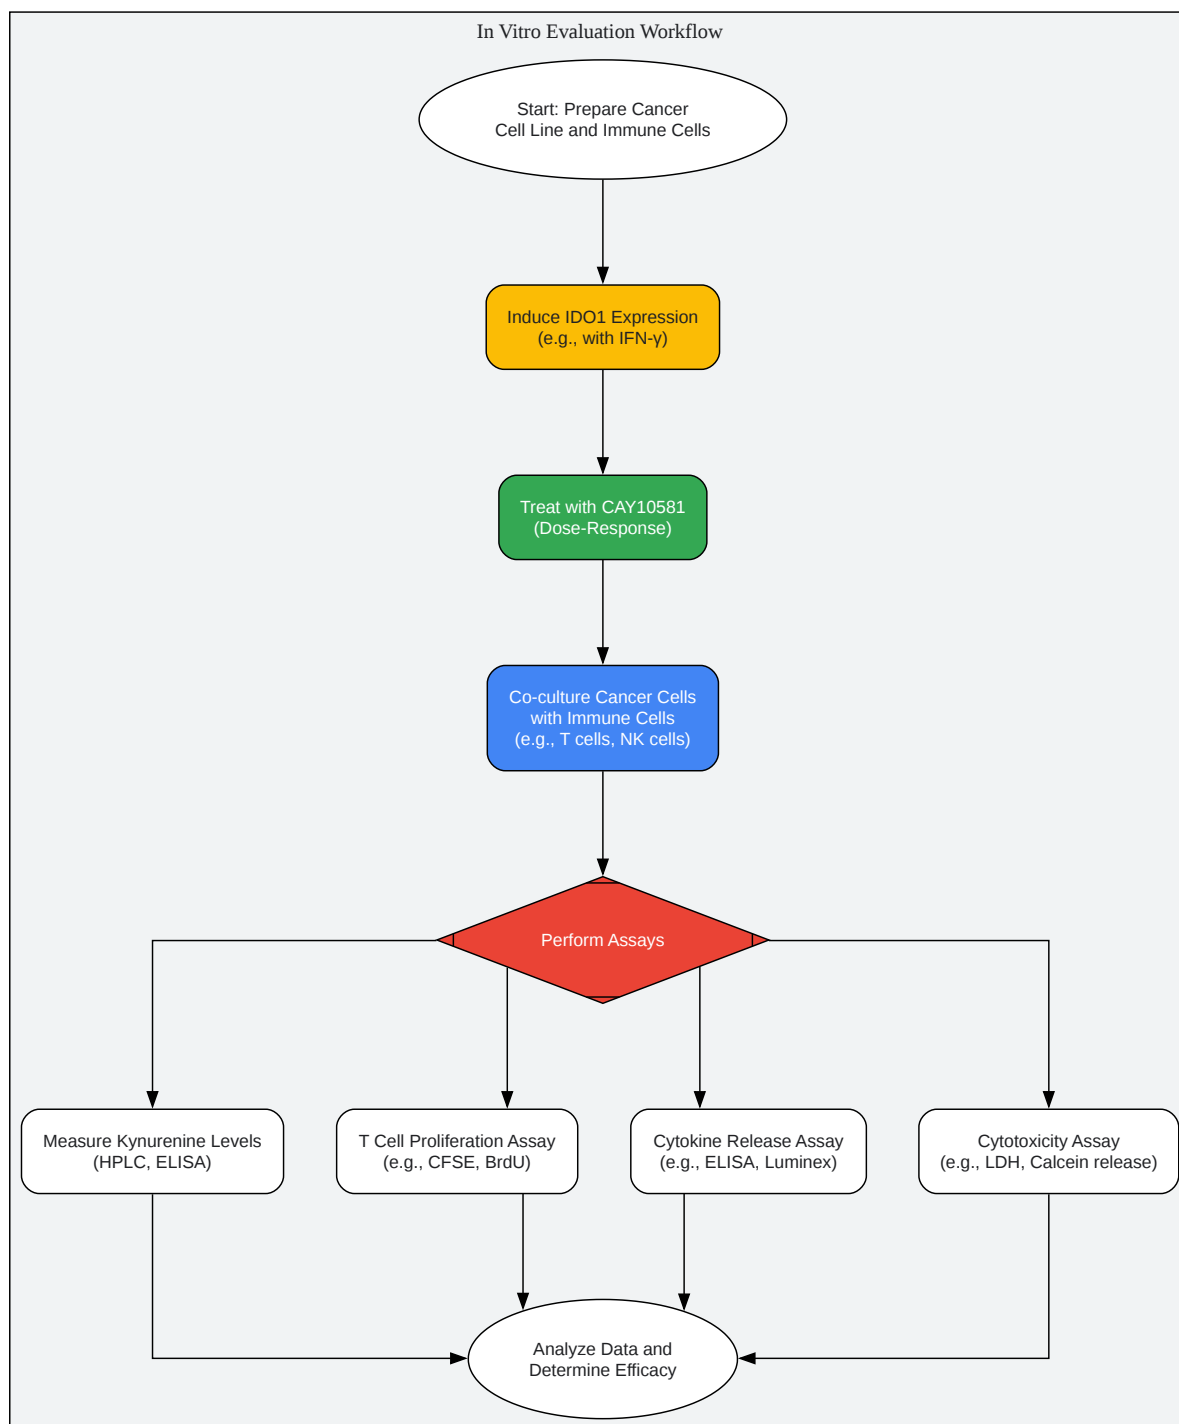 In Vitro Evaluation Workflow
Start: Prepare Cancer
Cell Line and Immune Cells
Induce IDO1 Expression
(e.g., with IFN-γ)
Treat with CAY10581
(Dose-Response)
Co-culture Cancer Cells
with Immune Cells
(e.g., T cells, NK cells)
Perform Assays
Measure Kynurenine Levels
(HPLC, ELISA)
T Cell Proliferation Assay
(e.g., CFSE, BrdU)
Cytokine Release Assay
(e.g., ELISA, Luminex)
Cytotoxicity Assay
(e.g., LDH, Calcein release)
Analyze Data and
Determine Efficacy